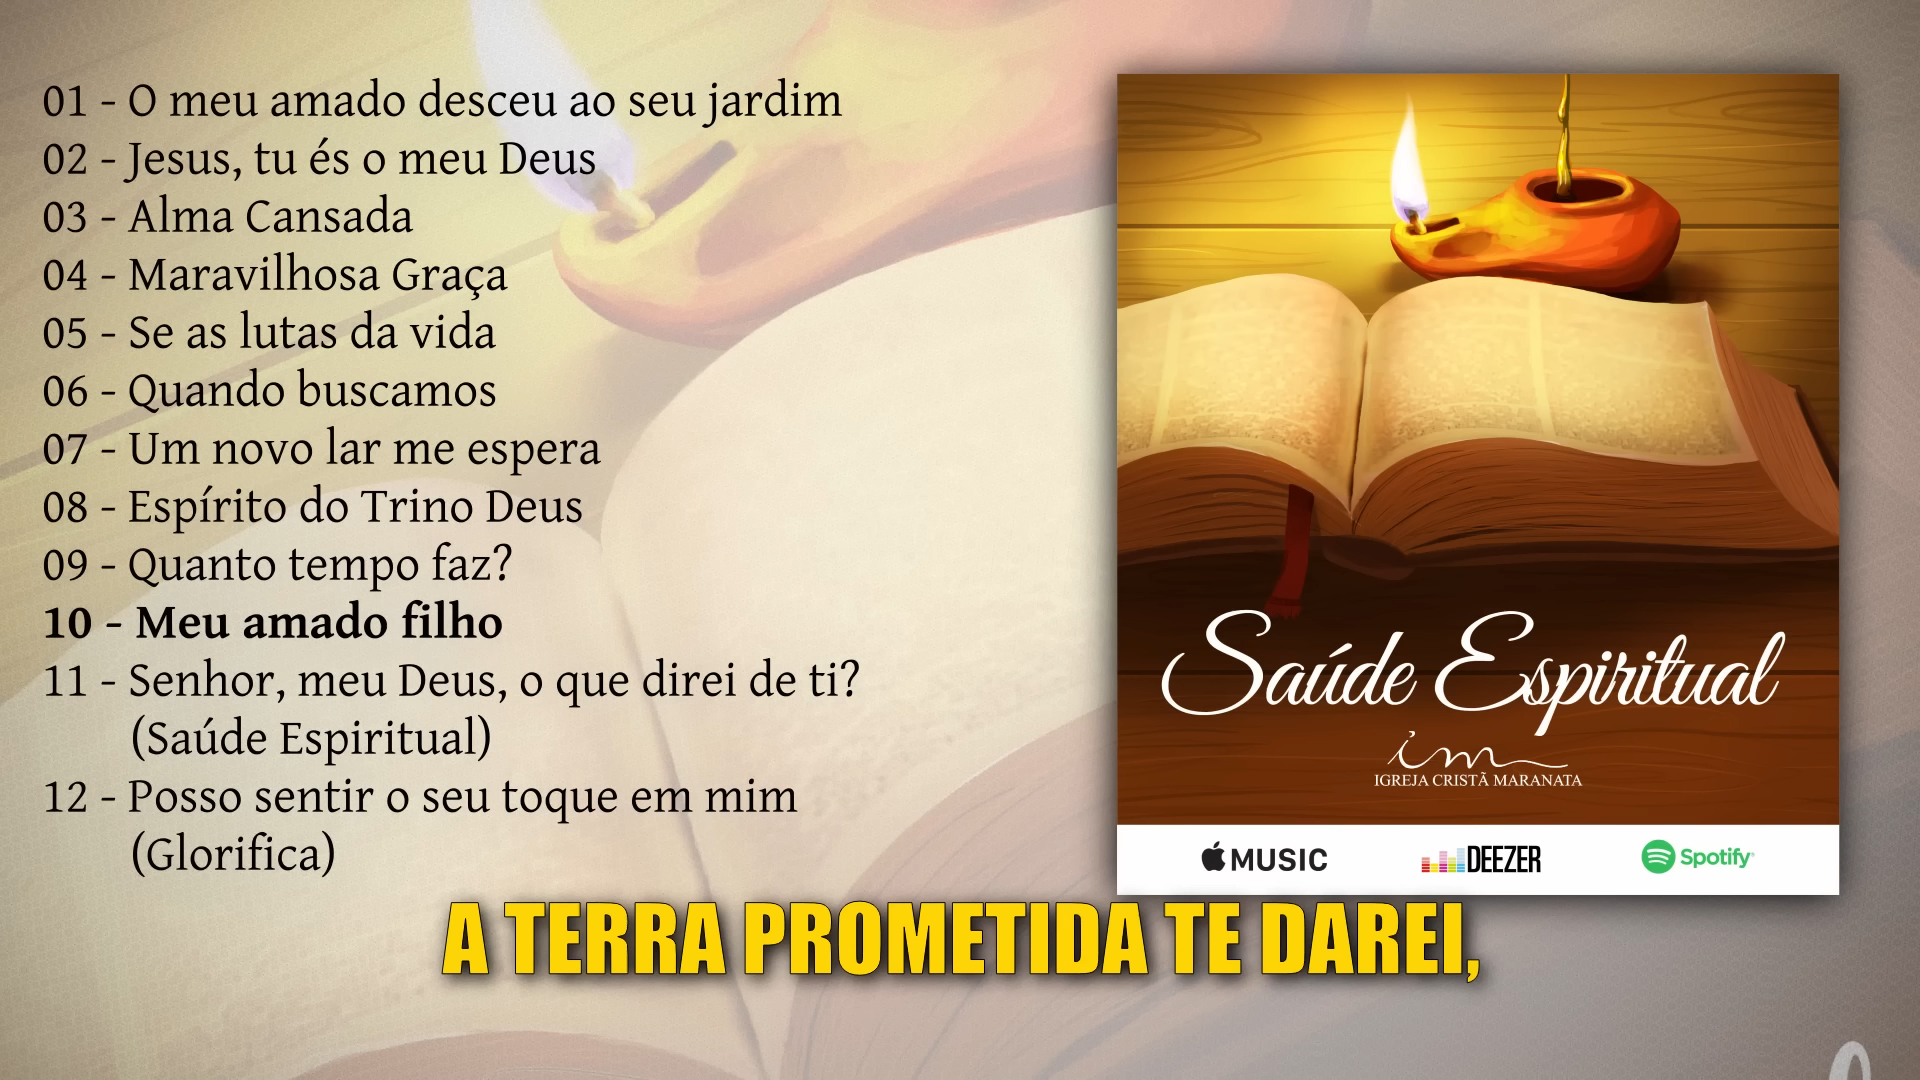 01 - O meu amado desceu ao seu jardim
02 - Jesus, tu és o meu Deus
03 - Alma Cansada
04 - Maravilhosa Graça
05 - Se as lutas da vida
06 - Quando buscamos
07 - Um novo lar me espera
08 - Espírito do Trino Deus
09 - Quanto tempo faz?
10 - Meu amado filho
11 - Senhor, meu Deus, o que direi de ti?
(Saúde Espiritual)
12 - Posso sentir o seu toque em mim
(Glorifica)
Saúde Espiritual
im
IGREJA CRISTÃ MARANATA
MUSIC
DEEZER
Spotify
A TERRA PROMETIDA TE DAREI,